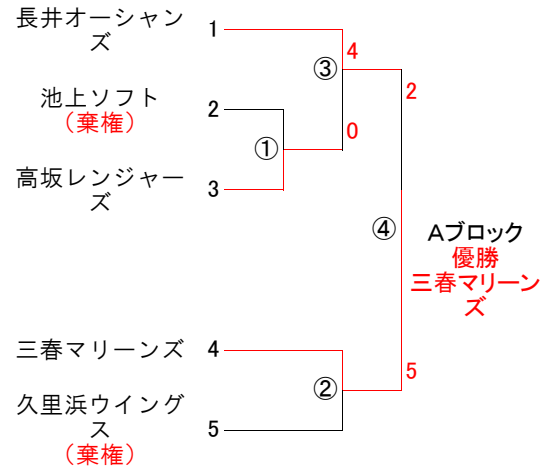 長井オーシャン
ズ
1
4
③
池上ソフト
（棄権）
2
2
①
0
高坂レンジャー
ズ
3
④
Aブロック
優勝
三春マリーン
ズ
三春マリーンズ
4
5
②
久里浜ウイング
ス
（棄権）
5